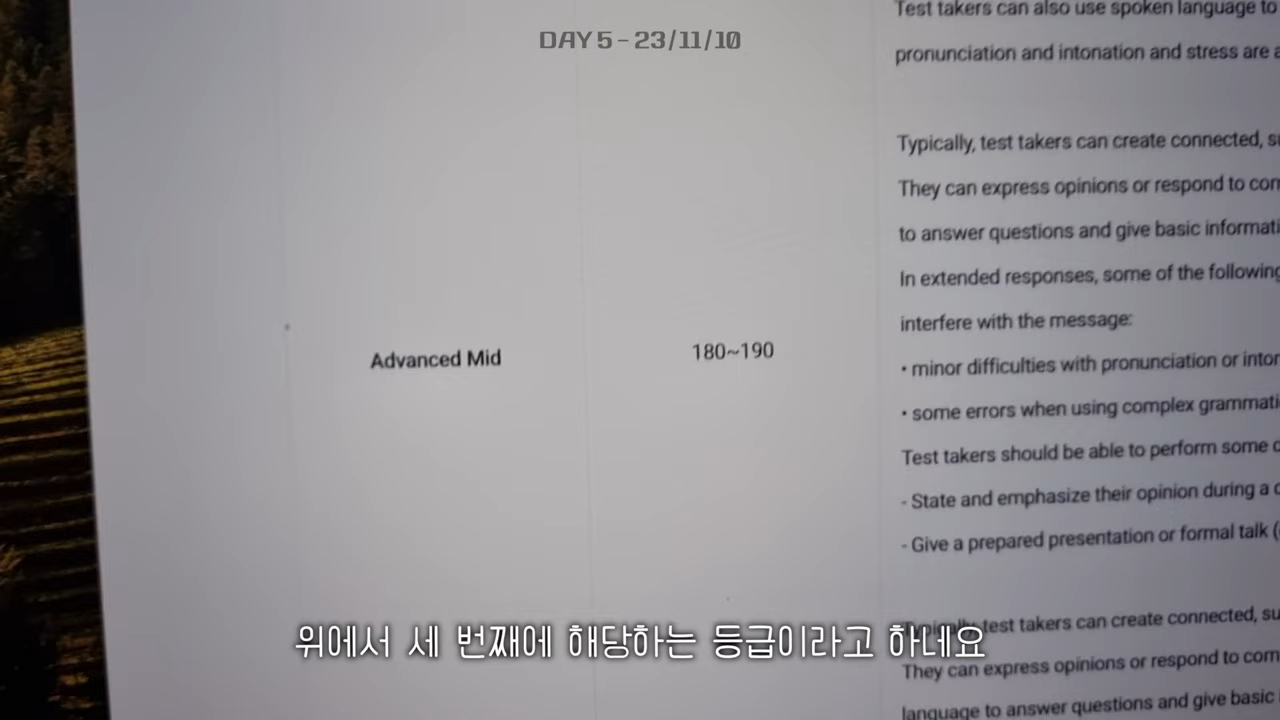 Test takers can also use spoken language to
DAY 5 - 23/11/10
pronunciation and intonation and stress are
Typically, test takers can create connected,
They can express opinions or respond to
to answer questions and give basic
In extended responses, some of the following
interfere with the message:
Advanced Mid
180~190
• minor difficulties with pronunciation or
• some errors when using complex
Test takers should be able to perform some
- State and emphasize their opinion during a
- Give a prepared presentation or formal talk (
test takers can create connected,
위에서 세 번째에 해당하는 등급이라고 하네요
They can express opinions or respond to
language to answer questions and give basic